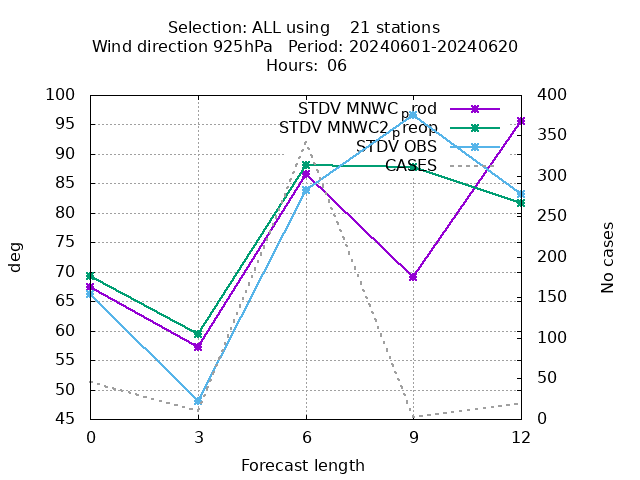 Selection: ALL using 21 stations
Wind direction 925hPa Period: 20240601-20240620
Hours: 06
STDV MNWC_prod
STDV MNWC2_preop
STDV OBS
CASES
100
95
90
85
80
75
70
65
60
55
50
45
deg
400
350
300
250
200
150
100
50
0
No cases
0 3 6 9 12
Forecast length